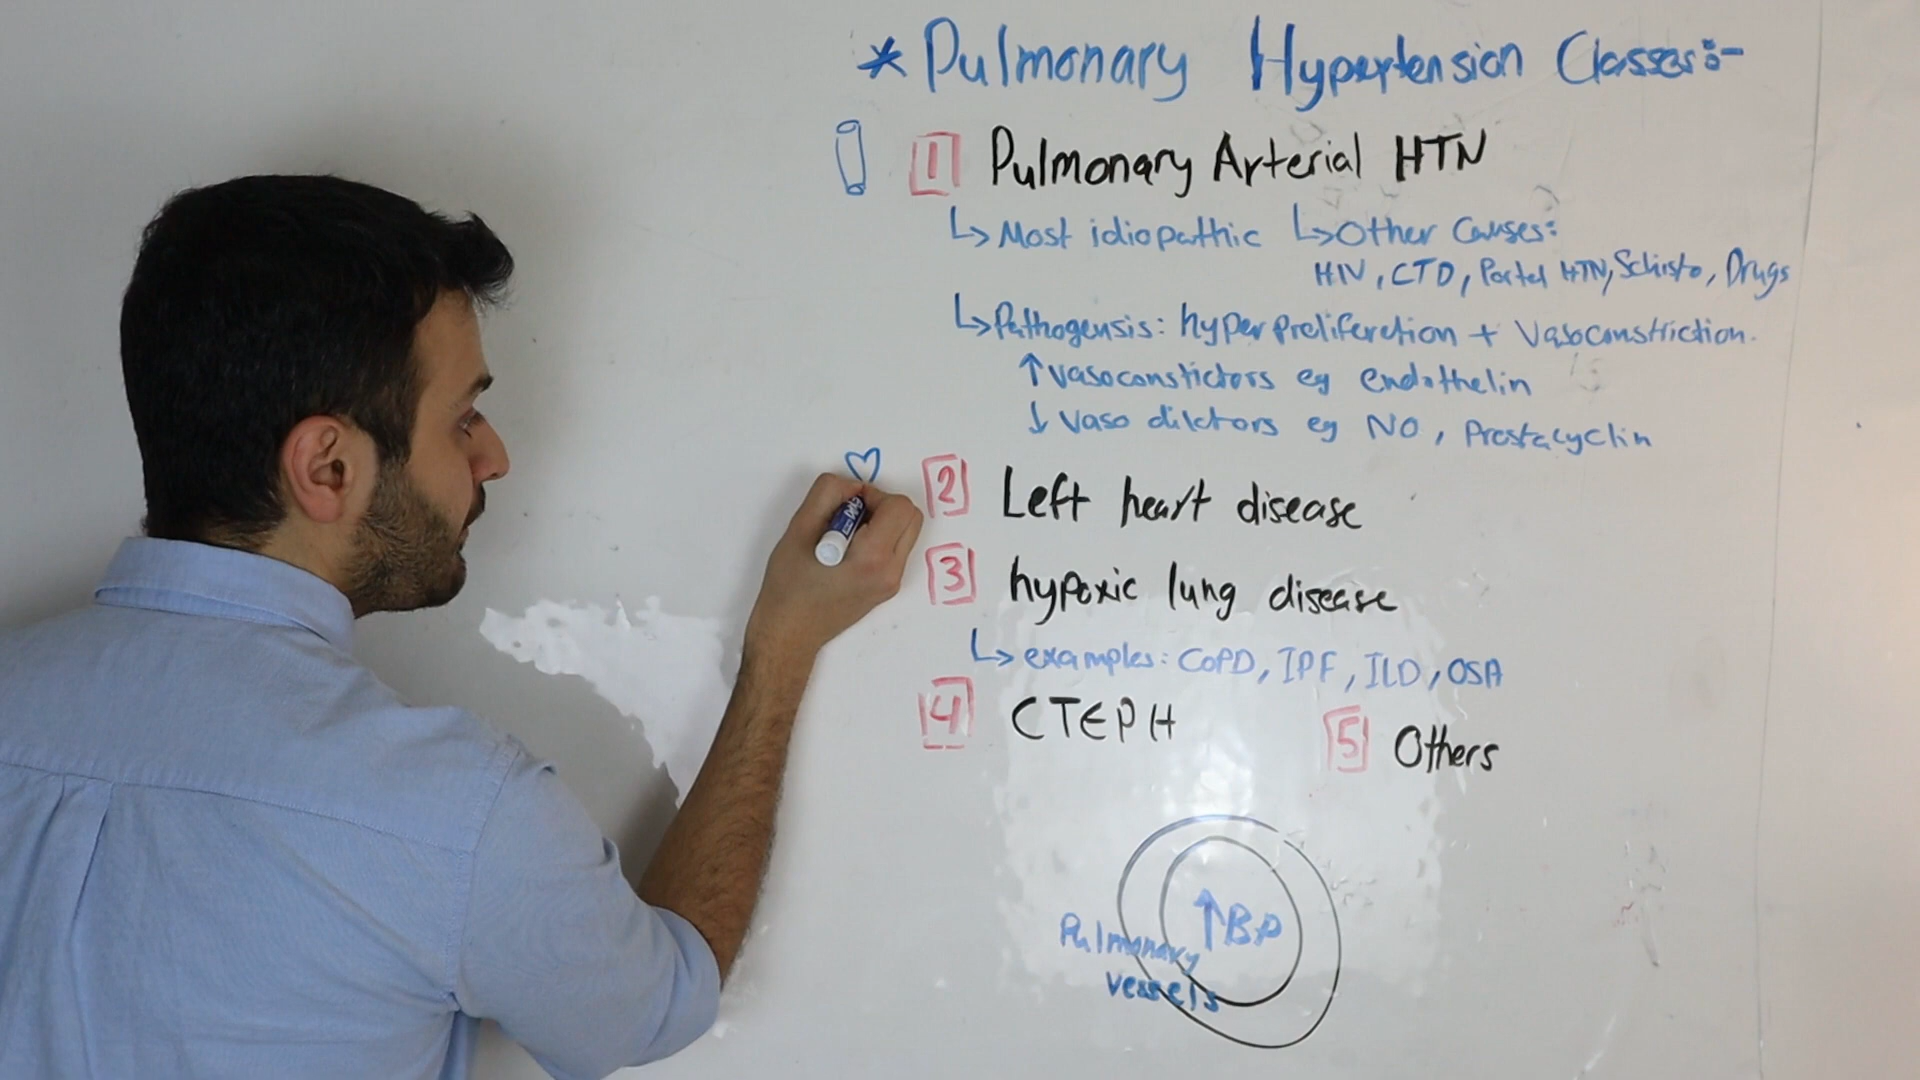 * Pulmonary Hypertension Classes:-
1 Pulmonary Arterial HTN
↳ Most idiopathic ↳ Other Causes:
HIV, CTD, Portal HTN, Schisto, Drugs
↳ Pathogensis: hyperproliferation + Vasoconstriction.
↑ vasoconstictors eg endothelin
↓ Vaso dilators eg NO, Prostacyclin
2 Left heart disease
3 hypoxic lung disease
↳ examples: COPD, IPF, ILD, OSA
4 CTEPH 5 Others
↑BP
Pulmonary
vessels